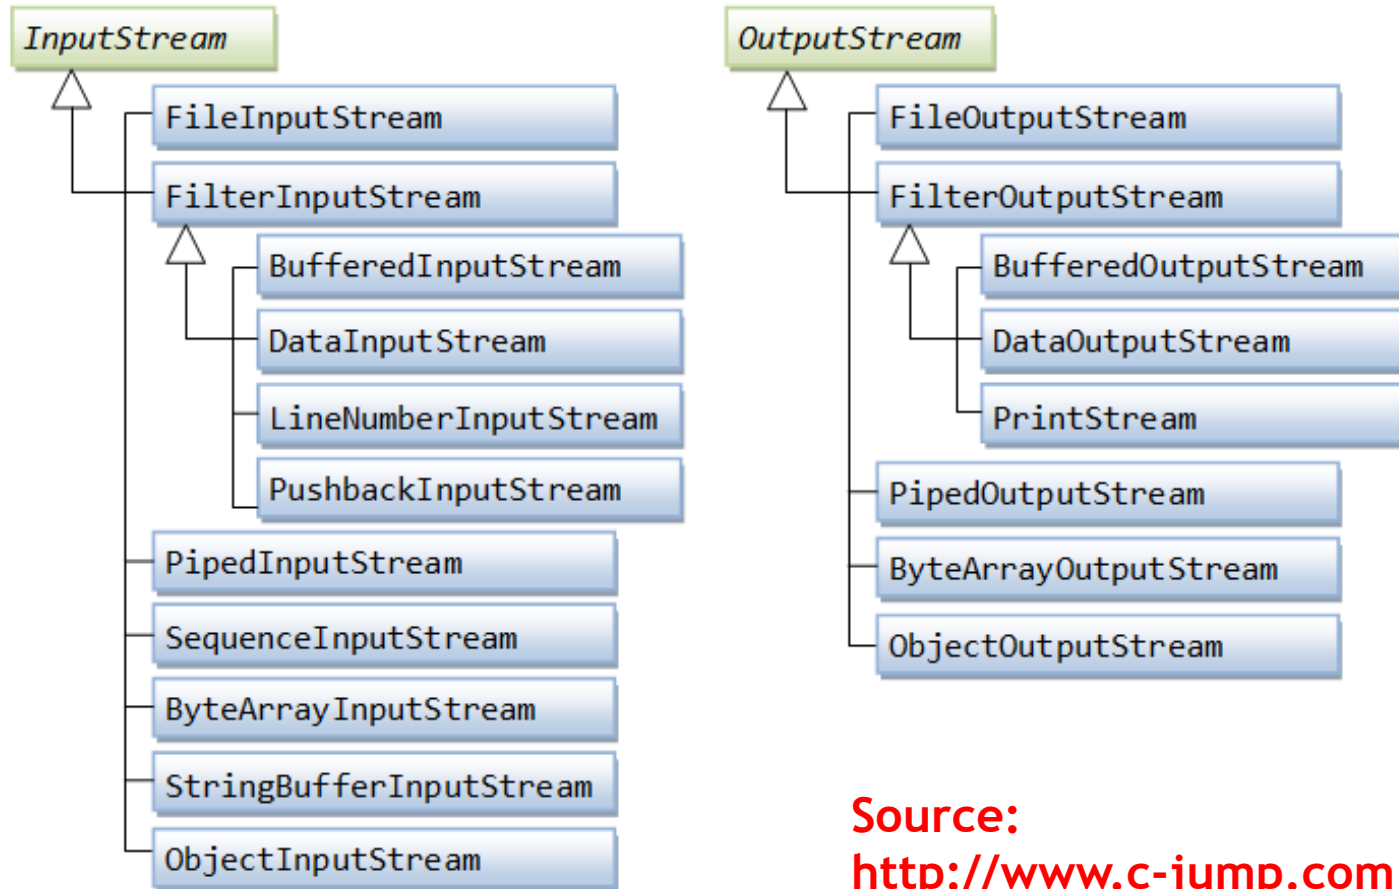 InputStream
FileInputStream
FilterInputStream
BufferedInputStream
DataInputStream
LineNumberInputStream
PushbackInputStream
PipedInputStream
SequenceInputStream
ByteArrayInputStream
StringBufferInputStream
ObjectInputStream
OutputStream
FileOutputStream
FilterOutputStream
BufferedOutputStream
DataOutputStream
PrintStream
PipedOutputStream
ByteArrayOutputStream
ObjectOutputStream
Source:
http://www.c-jump.com